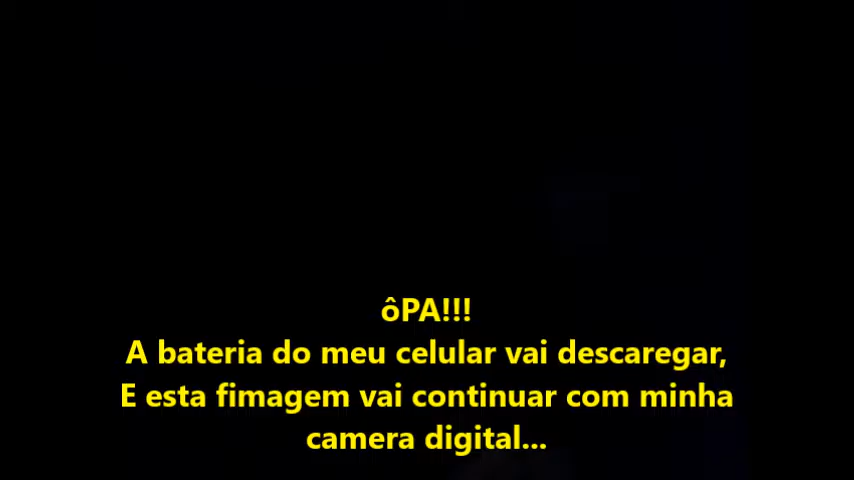 ôPA!!!
A bateria do meu celular vai descaregar,
E esta fimagem vai continuar com minha
camera digital...